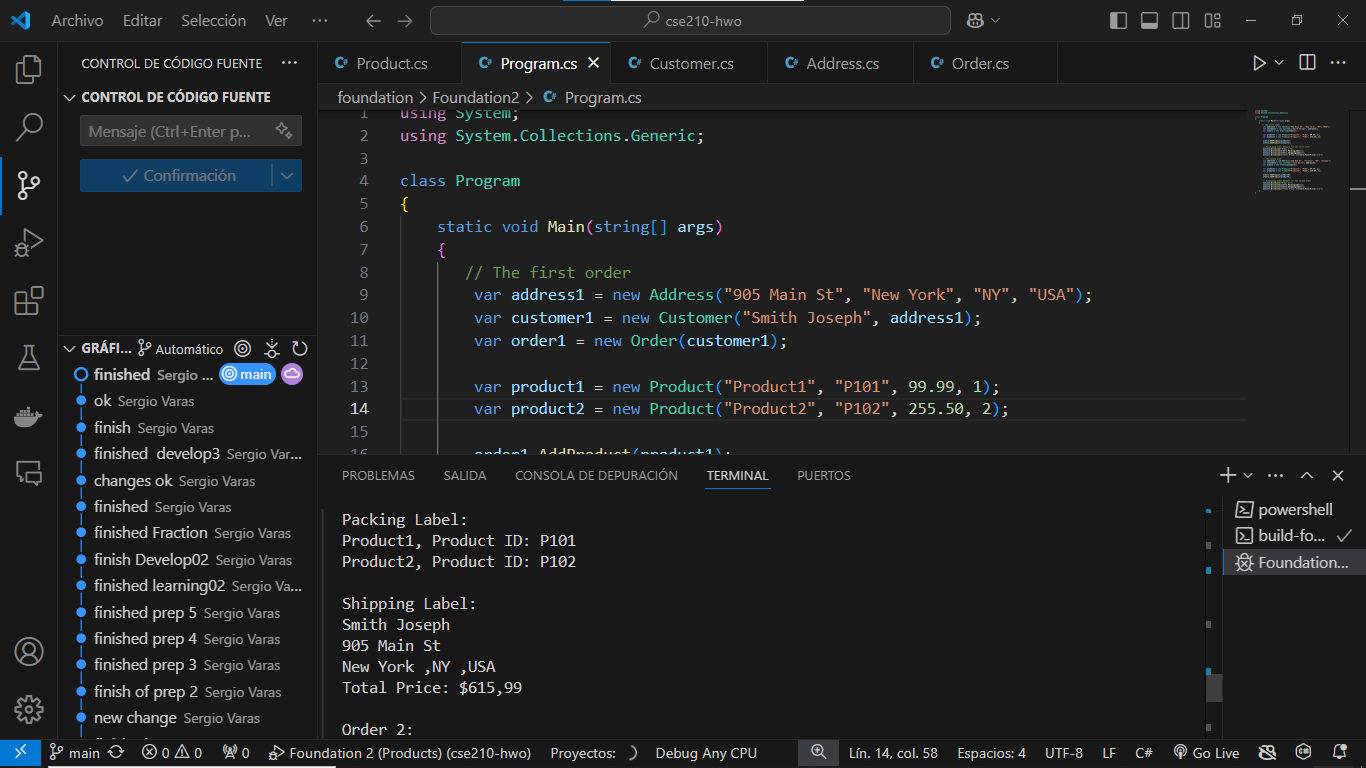 Archivo Editar Selección Ver ··· cse210-hwo
CONTROL DE CÓDIGO FUENTE ···
CONTROL DE CÓDIGO FUENTE
Mensaje (Ctrl+Enter p...
Confirmación
GRÁFI... Automático
finished Sergio ... main
ok Sergio Varas
finish Sergio Varas
finished develop3 Sergio Var...
changes ok Sergio Varas
finished Sergio Varas
finished Fraction Sergio Varas
finish Develop02 Sergio Varas
finished learning02 Sergio Va...
finished prep 5 Sergio Varas
finished prep 4 Sergio Varas
finished prep 3 Sergio Varas
finish of prep 2 Sergio Varas
new change Sergio Varas
Product.cs Program.cs Customer.cs Address.cs Order.cs
foundation > Foundation2 > Program.cs
1 using System;
2 using System.Collections.Generic;
3
4 class Program
5 {
6 static void Main(string[] args)
7 {
8 // The first order
9 var address1 = new Address("905 Main St", "New York", "NY", "USA");
10 var customer1 = new Customer("Smith Joseph", address1);
11 var order1 = new Order(customer1);
12
13 var product1 = new Product("Product1", "P101", 99.99, 1);
14 var product2 = new Product("Product2", "P102", 255.50, 2);
15
16 order1.AddProduct(product1);
PROBLEMAS SALIDA CONSOLA DE DEPURACIÓN TERMINAL PUERTOS
Packing Label:
Product1, Product ID: P101
Product2, Product ID: P102
Shipping Label:
Smith Joseph
905 Main St
New York ,NY ,USA
Total Price: $615,99
Order 2:
powershell
build-fo...
Foundation...
main 0 0 0 Foundation 2 (Products) (cse210-hwo) Proyectos: Debug Any CPU Lín. 14, col. 58 Espacios: 4 UTF-8 LF C# Go Live